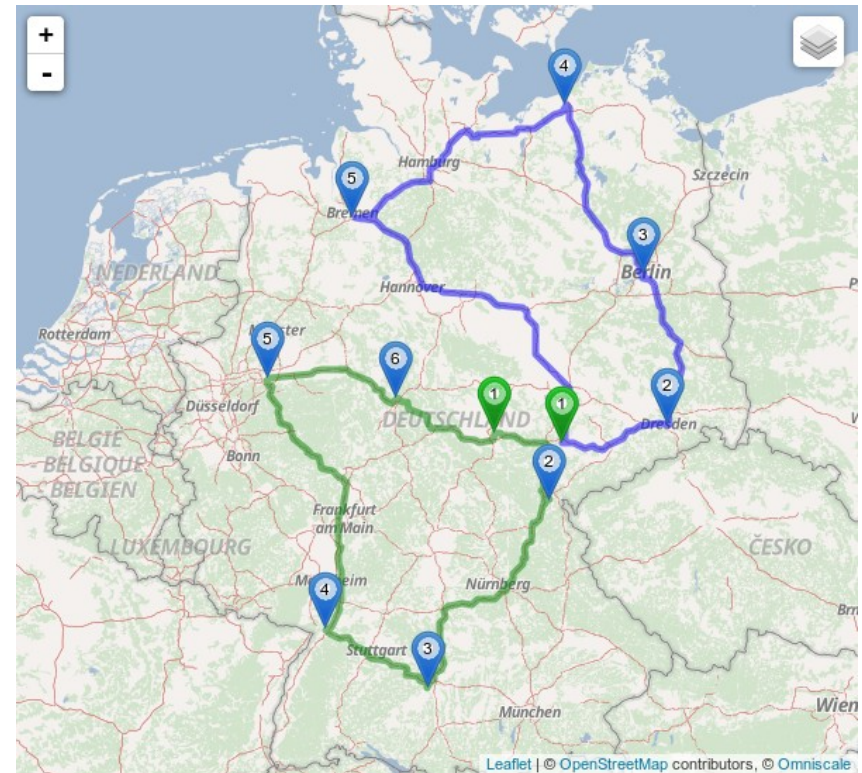 +
-
4
Hamburg
Szczecin
5
Bremen
3
NEDERLAND
Berlin
Hannover
Rotterdam
5
6
2
1
1
Düsseldorf
DEUTSCHLAND
Dresden
BELGIË
BELGIQUE
BELGIEN
Bonn
2
Frankfurt
am Main
LUXEMBOURG
ČESKO
4
Nürnberg
3
Stuttgart
München
Wien
Leaflet | © OpenStreetMap contributors, © Omniscale